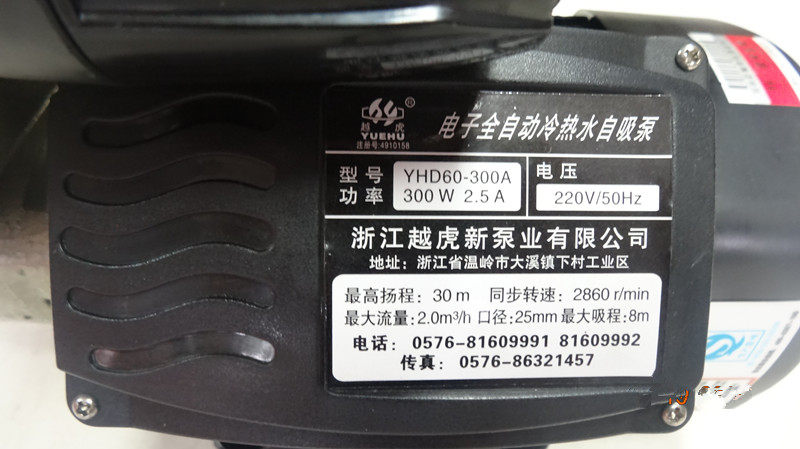 越虎®
YUEHU
注册号:4910158
电子全自动冷热水自吸泵
型号 YHD60-300A
功率 300W 2.5A
电压
220V/50Hz
浙江越虎新泵业有限公司
地址：浙江省温岭市大溪镇下村工业区
最高扬程：30m 同步转速：2860r/min
最大流量：2.0m³/h 口径：25mm 最大吸程：8m
电话：0576-81609991 81609992
传真：0576-86321457